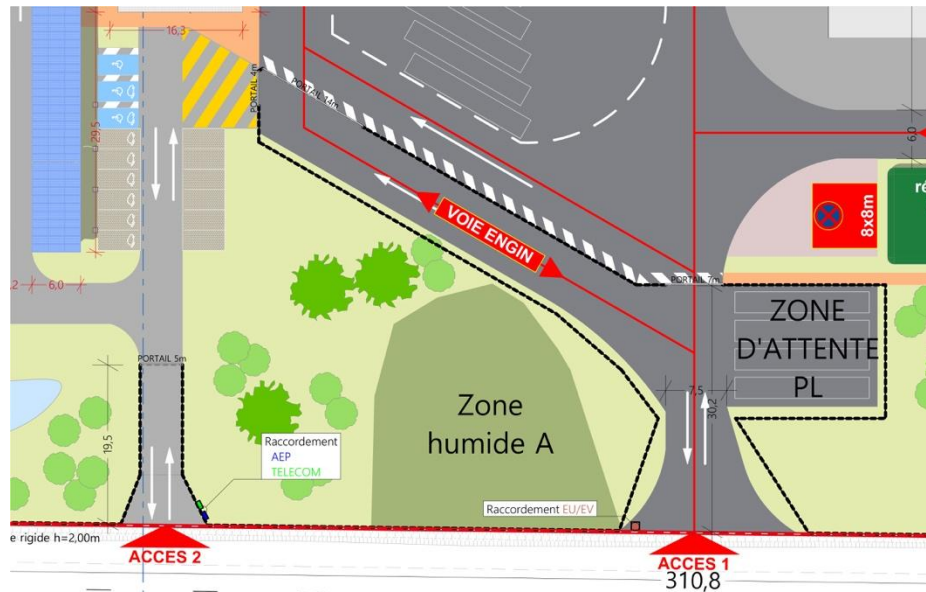 16,3
PORTAIL 4m
PORTAIL 14m
29,5
6,0
VOIE ENGIN
8x8m
ré
,2
6,0
PORTAIL 7m
ZONE
D'ATTENTE
PL
PORTAIL 5m
7,5
30,2
Zone
humide A
19,5
Raccordement
AEP
TELECOM
Raccordement EU/EV
e rigide h=2,00m
ACCES 2
ACCES 1
310,8